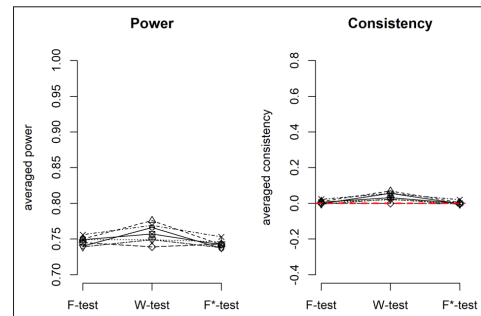 Power
averaged power
1.00
0.95
0.90
0.85
0.80
0.75
0.70
F-test W-test F*-test
Consistency
averaged consistency
0.8
0.6
0.4
0.2
0.0
−0.2
−0.4
F-test W-test F*-test